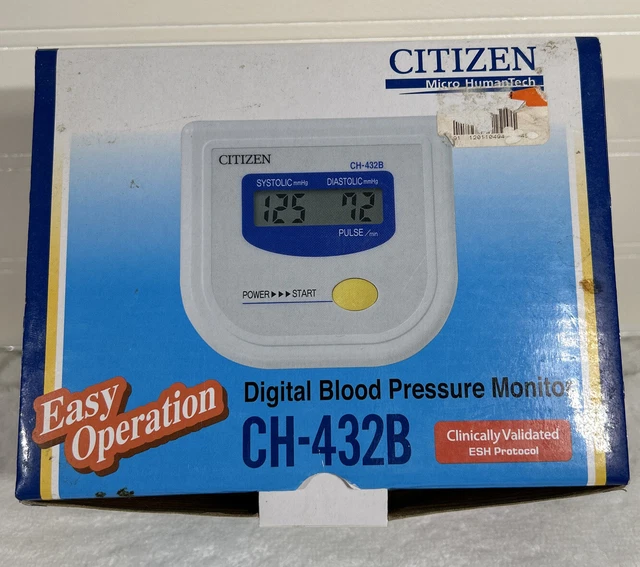 CITIZEN
Micro HumanTech
CITIZEN
CH-432B
SYSTOLIC mmHg DIASTOLIC mmHg
125 72
PULSE/min
POWER ▶▶▶ START
Easy
Operation
Digital Blood Pressure Monitor
CH-432B
Clinically Validated
ESH Protocol